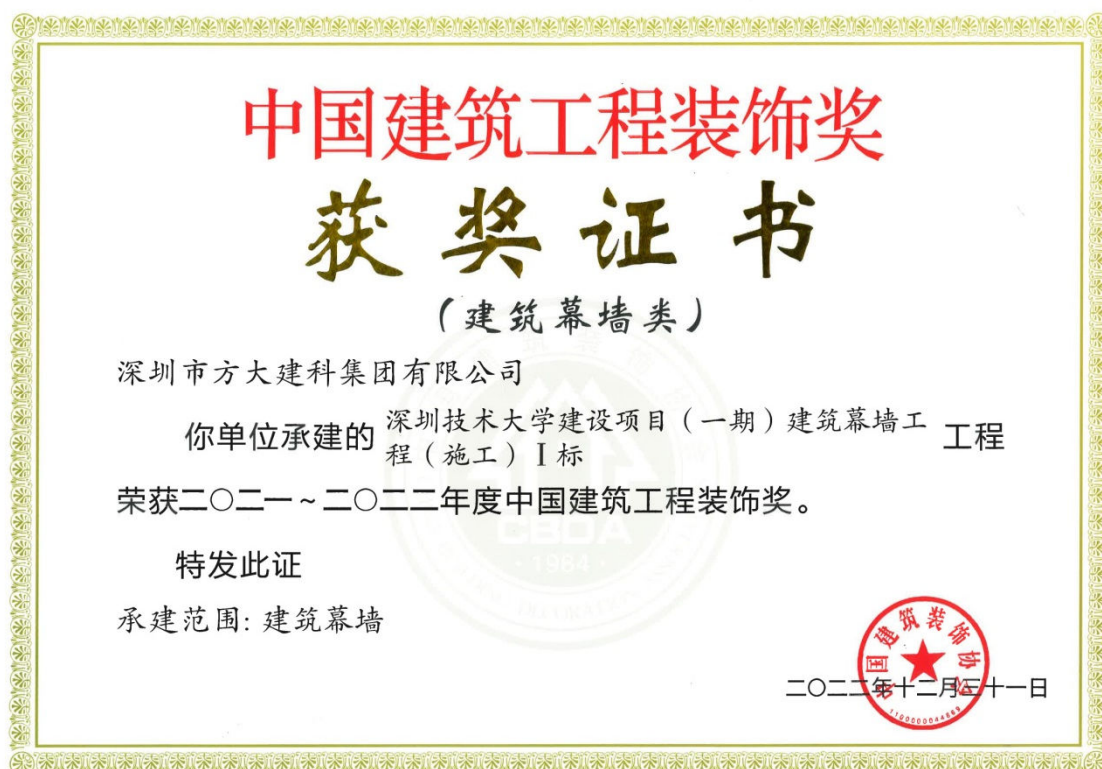 中国建筑工程装饰奖
获奖证书
（建筑幕墙类）
深圳市方大建科集团有限公司
你单位承建的 深圳技术大学建设项目（一期）建筑幕墙工程（施工）Ⅰ标 工程
荣获二〇二一～二〇二二年度中国建筑工程装饰奖。
特发此证
承建范围: 建筑幕墙
中国建筑装饰协会
二〇二二年十二月三十一日
CBDA
· 1984 ·